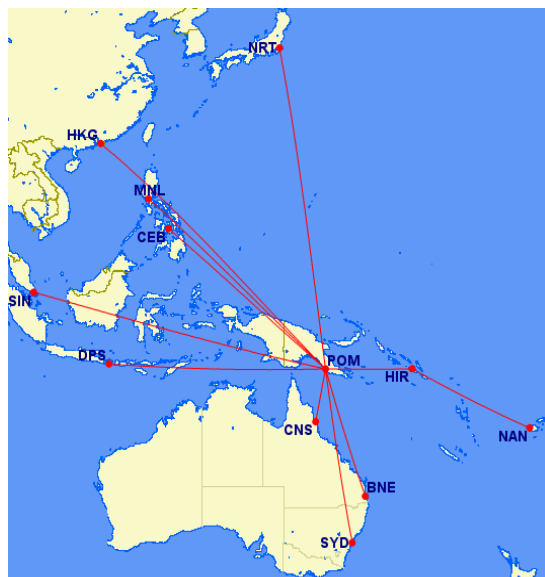 NRT
HKG
MNL
CEB
SIN
DPS
POM
HIR
CNS
NAN
BNE
SYD